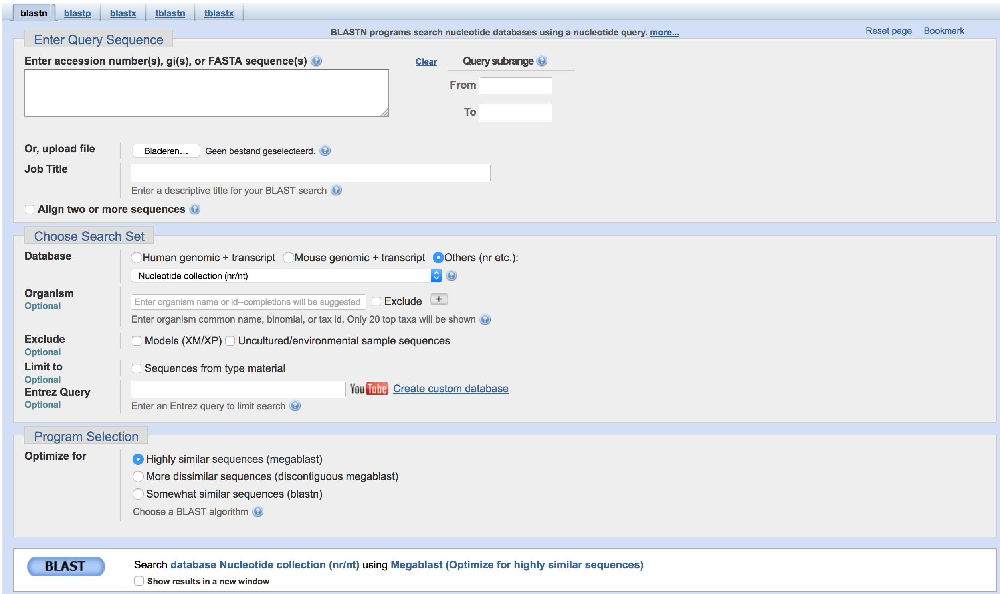 blastn blastp blastx tblastn tblastx
BLASTN programs search nucleotide databases using a nucleotide query. more...
Reset page Bookmark
Enter Query Sequence
Enter accession number(s), gi(s), or FASTA sequence(s) ?
Clear
Query subrange ?
From
To
Or, upload file Bladeren... Geen bestand geselecteerd. ?
Job Title
Enter a descriptive title for your BLAST search ?
Align two or more sequences ?
Choose Search Set
Database Human genomic + transcript Mouse genomic + transcript Others (nr etc.):
Nucleotide collection (nr/nt) ?
Organism
Optional
Enter organism name or id--completions will be suggested Exclude +
Enter organism common name, binomial, or tax id. Only 20 top taxa will be shown ?
Exclude
Optional
Models (XM/XP) Uncultured/environmental sample sequences
Limit to
Optional
Sequences from type material
Entrez Query
Optional
YouTube Create custom database
Enter an Entrez query to limit search ?
Program Selection
Optimize for
Highly similar sequences (megablast)
More dissimilar sequences (discontiguous megablast)
Somewhat similar sequences (blastn)
Choose a BLAST algorithm ?
BLAST
Search database Nucleotide collection (nr/nt) using Megablast (Optimize for highly similar sequences)
Show results in a new window